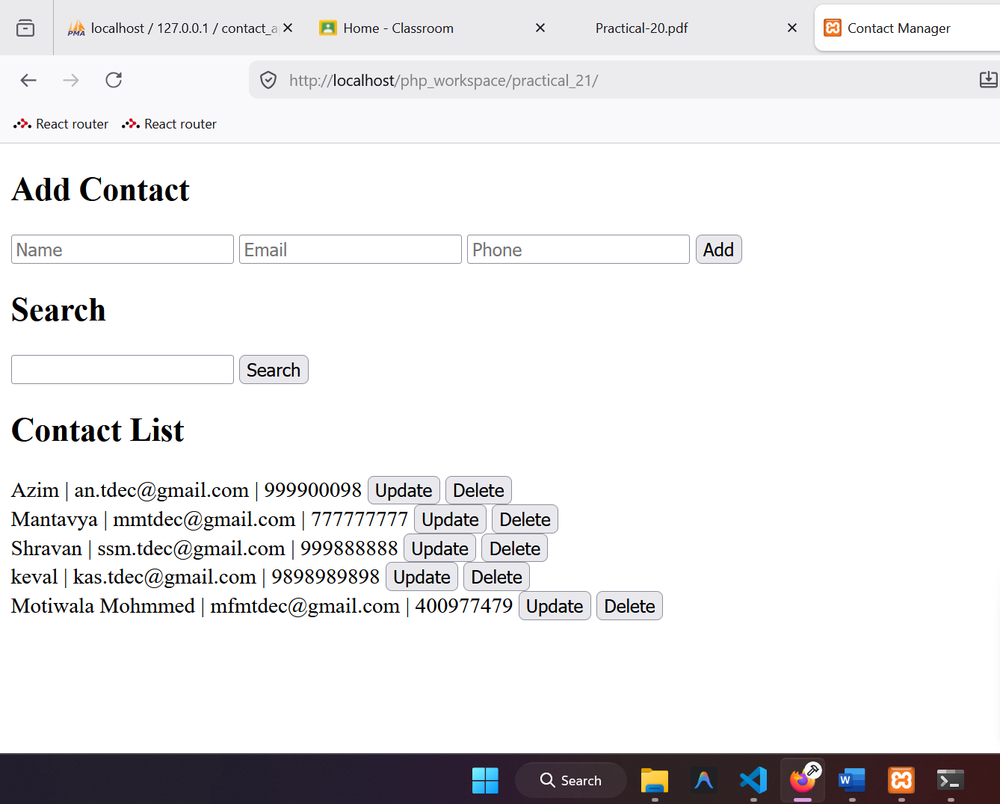 PMA localhost / 127.0.0.1 / contact_a Home - Classroom Practical-20.pdf Contact Manager
http://localhost/php_workspace/practical_21/
React router React router
Add Contact
Name Email Phone Add
Search
Search
Contact List
Azim | an.tdec@gmail.com | 999900098 Update Delete
Mantavya | mmtdec@gmail.com | 777777777 Update Delete
Shravan | ssm.tdec@gmail.com | 999888888 Update Delete
keval | kas.tdec@gmail.com | 9898989898 Update Delete
Motiwala Mohmmed | mfmtdec@gmail.com | 400977479 Update Delete
Search W